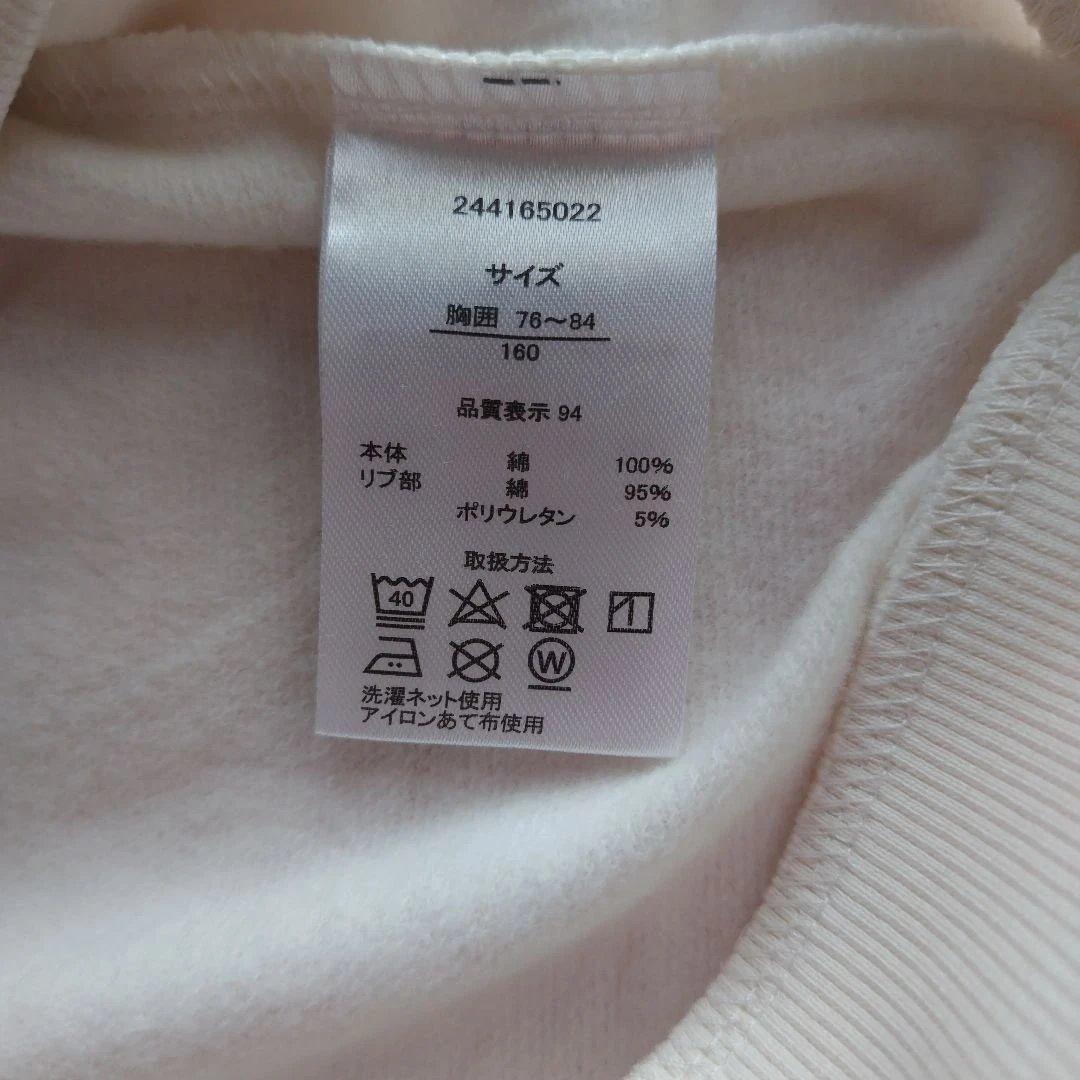 244165022
サイズ
胸囲 76～84
160
品質表示 94
本体 綿 100%
リブ部 綿 95%
ポリウレタン 5%
取扱方法
40
W
洗濯ネット使用
アイロンあて布使用